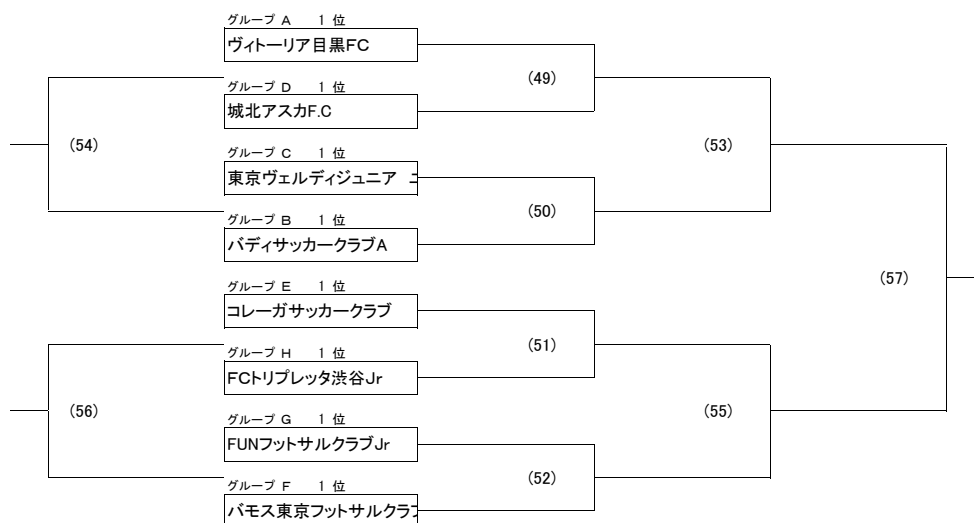 グループ A 1 位
ヴィトーリア目黒FC
(49)
グループ D 1 位
城北アスカF.C
(54)
(53)
グループ C 1 位
東京ヴェルディジュニア
(50)
グループ B 1 位
バディサッカークラブA
(57)
グループ E 1 位
コレーガサッカークラブ
(51)
グループ H 1 位
FCトリプレッタ渋谷Jr
(56)
(55)
グループ G 1 位
FUNフットサルクラブJr
(52)
グループ F 1 位
バモス東京フットサルクラブ